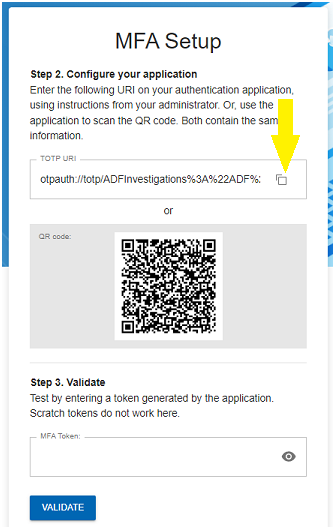 MFA Setup
Step 2. Configure your application
Enter the following URI on your authentication application,
using instructions from your administrator. Or, use the
application to scan the QR code. Both contain the same
information.
TOTP URI
otpauth://totp/ADFInvestigations%3A%22ADF%2
or
QR code:
Step 3. Validate
Test by entering a token generated by the application.
Scratch tokens do not work here.
MFA Token:
VALIDATE